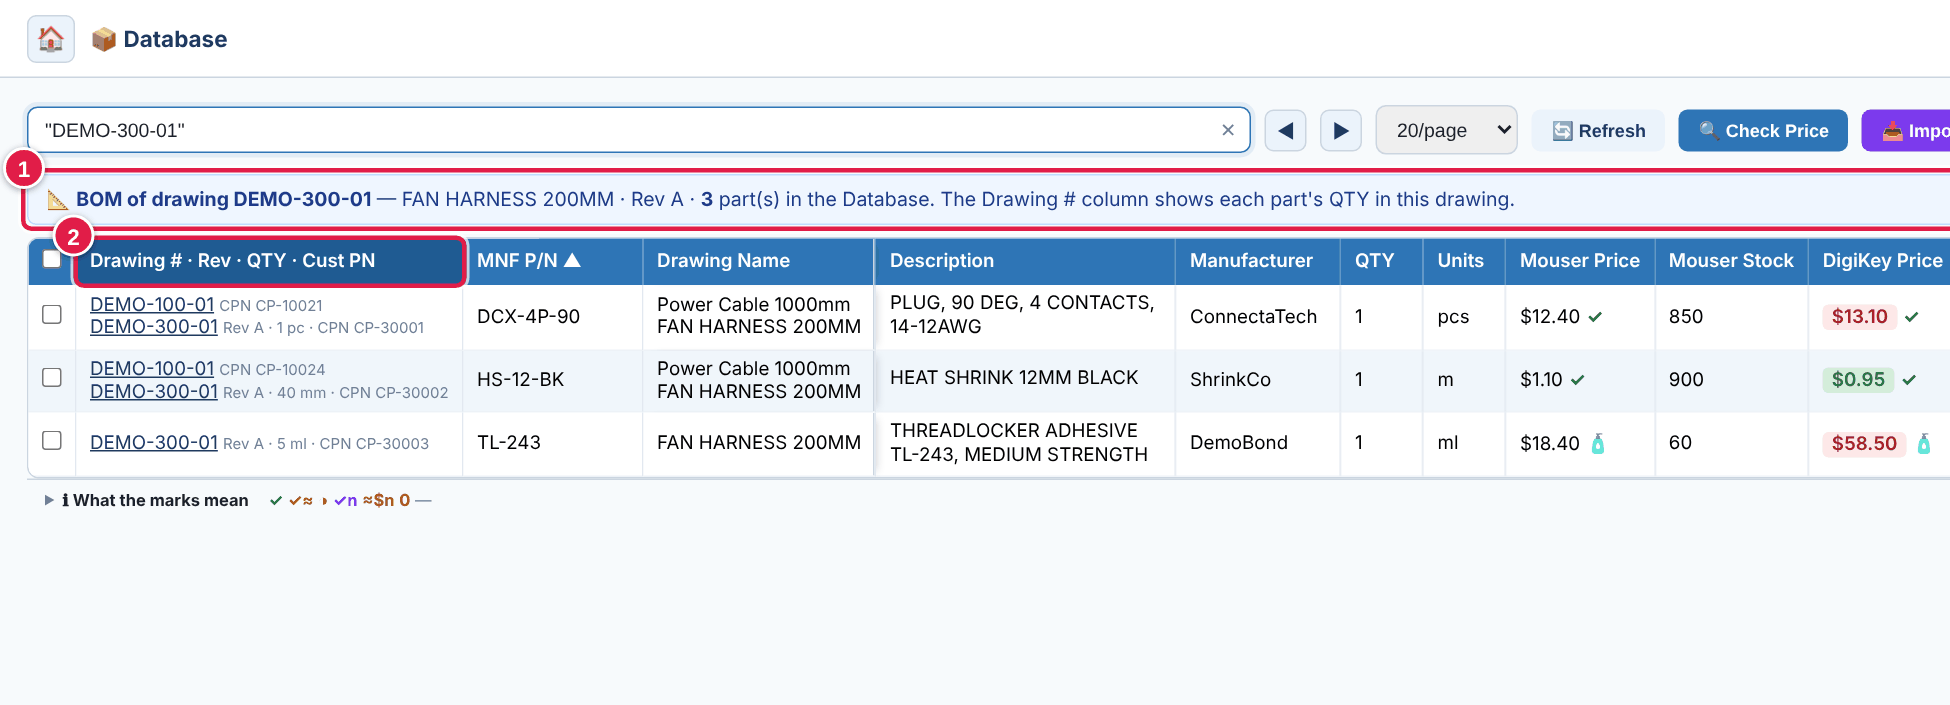 Database
"DEMO-300-01" × 20/page Refresh Check Price Impo
1
BOM of drawing DEMO-300-01 — FAN HARNESS 200MM · Rev A · 3 part(s) in the Database. The Drawing # column shows each part's QTY in this drawing.
2
Drawing # · Rev · QTY · Cust PN MNF P/N ▲ Drawing Name Description Manufacturer QTY Units Mouser Price Mouser Stock DigiKey Price
DEMO-100-01 CPN CP-10021
DEMO-300-01 Rev A · 1 pc · CPN CP-30001
DCX-4P-90
Power Cable 1000mm
FAN HARNESS 200MM
PLUG, 90 DEG, 4 CONTACTS,
14-12AWG
ConnectaTech 1 pcs $12.40 ✓ 850 $13.10 ✓
DEMO-100-01 CPN CP-10024
DEMO-300-01 Rev A · 40 mm · CPN CP-30002
HS-12-BK
Power Cable 1000mm
FAN HARNESS 200MM
HEAT SHRINK 12MM BLACK
ShrinkCo 1 m $1.10 ✓ 900 $0.95 ✓
DEMO-300-01 Rev A · 5 ml · CPN CP-30003
TL-243
FAN HARNESS 200MM
THREADLOCKER ADHESIVE
TL-243, MEDIUM STRENGTH
DemoBond 1 ml $18.40 60 $58.50
▶ ℹ What the marks mean ✓ ✓≈ ◗ ✓n ≈$n 0 —